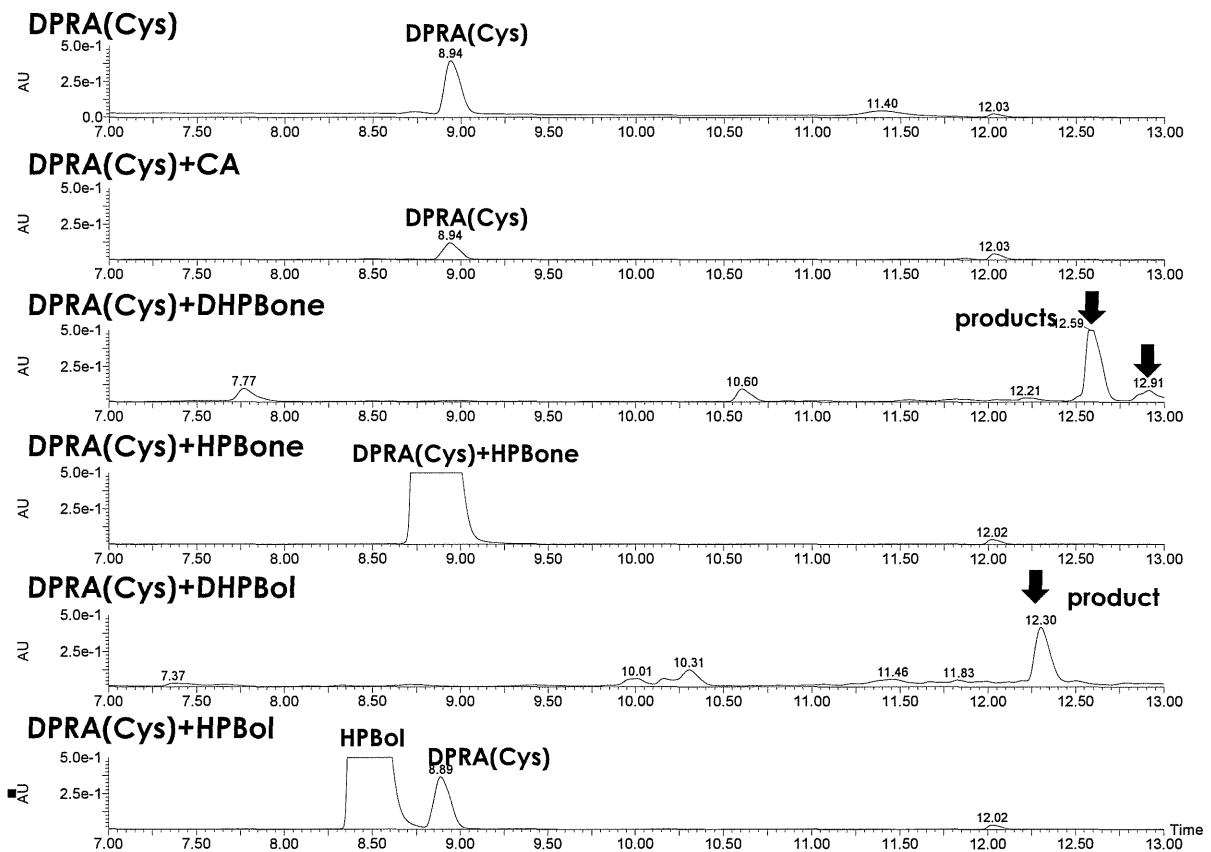 DPRA(Cys)
DPRA(Cys)
5.0e-1
8.94
AU
2.5e-1
11.40
12.03
0.0
7.00 7.50 8.00 8.50 9.00 9.50 10.00 10.50 11.00 11.50 12.00 12.50 13.00
DPRA(Cys)+CA
5.0e-1
DPRA(Cys)
AU
2.5e-1
8.94
12.03
7.00 7.50 8.00 8.50 9.00 9.50 10.00 10.50 11.00 11.50 12.00 12.50 13.00
DPRA(Cys)+DHPBone
products
5.0e-1
12.59
AU
2.5e-1
7.77
10.60
12.21
12.91
7.00 7.50 8.00 8.50 9.00 9.50 10.00 10.50 11.00 11.50 12.00 12.50 13.00
DPRA(Cys)+HPBone
DPRA(Cys)+HPBone
5.0e-1
AU
2.5e-1
12.02
7.00 7.50 8.00 8.50 9.00 9.50 10.00 10.50 11.00 11.50 12.00 12.50 13.00
DPRA(Cys)+DHPBol
product
5.0e-1
12.30
AU
2.5e-1
7.37
10.01
10.31
11.46
11.83
7.00 7.50 8.00 8.50 9.00 9.50 10.00 10.50 11.00 11.50 12.00 12.50 13.00
DPRA(Cys)+HPBol
HPBol
5.0e-1
DPRA(Cys)
8.89
AU
2.5e-1
12.02
Time
7.00 7.50 8.00 8.50 9.00 9.50 10.00 10.50 11.00 11.50 12.00 12.50 13.00